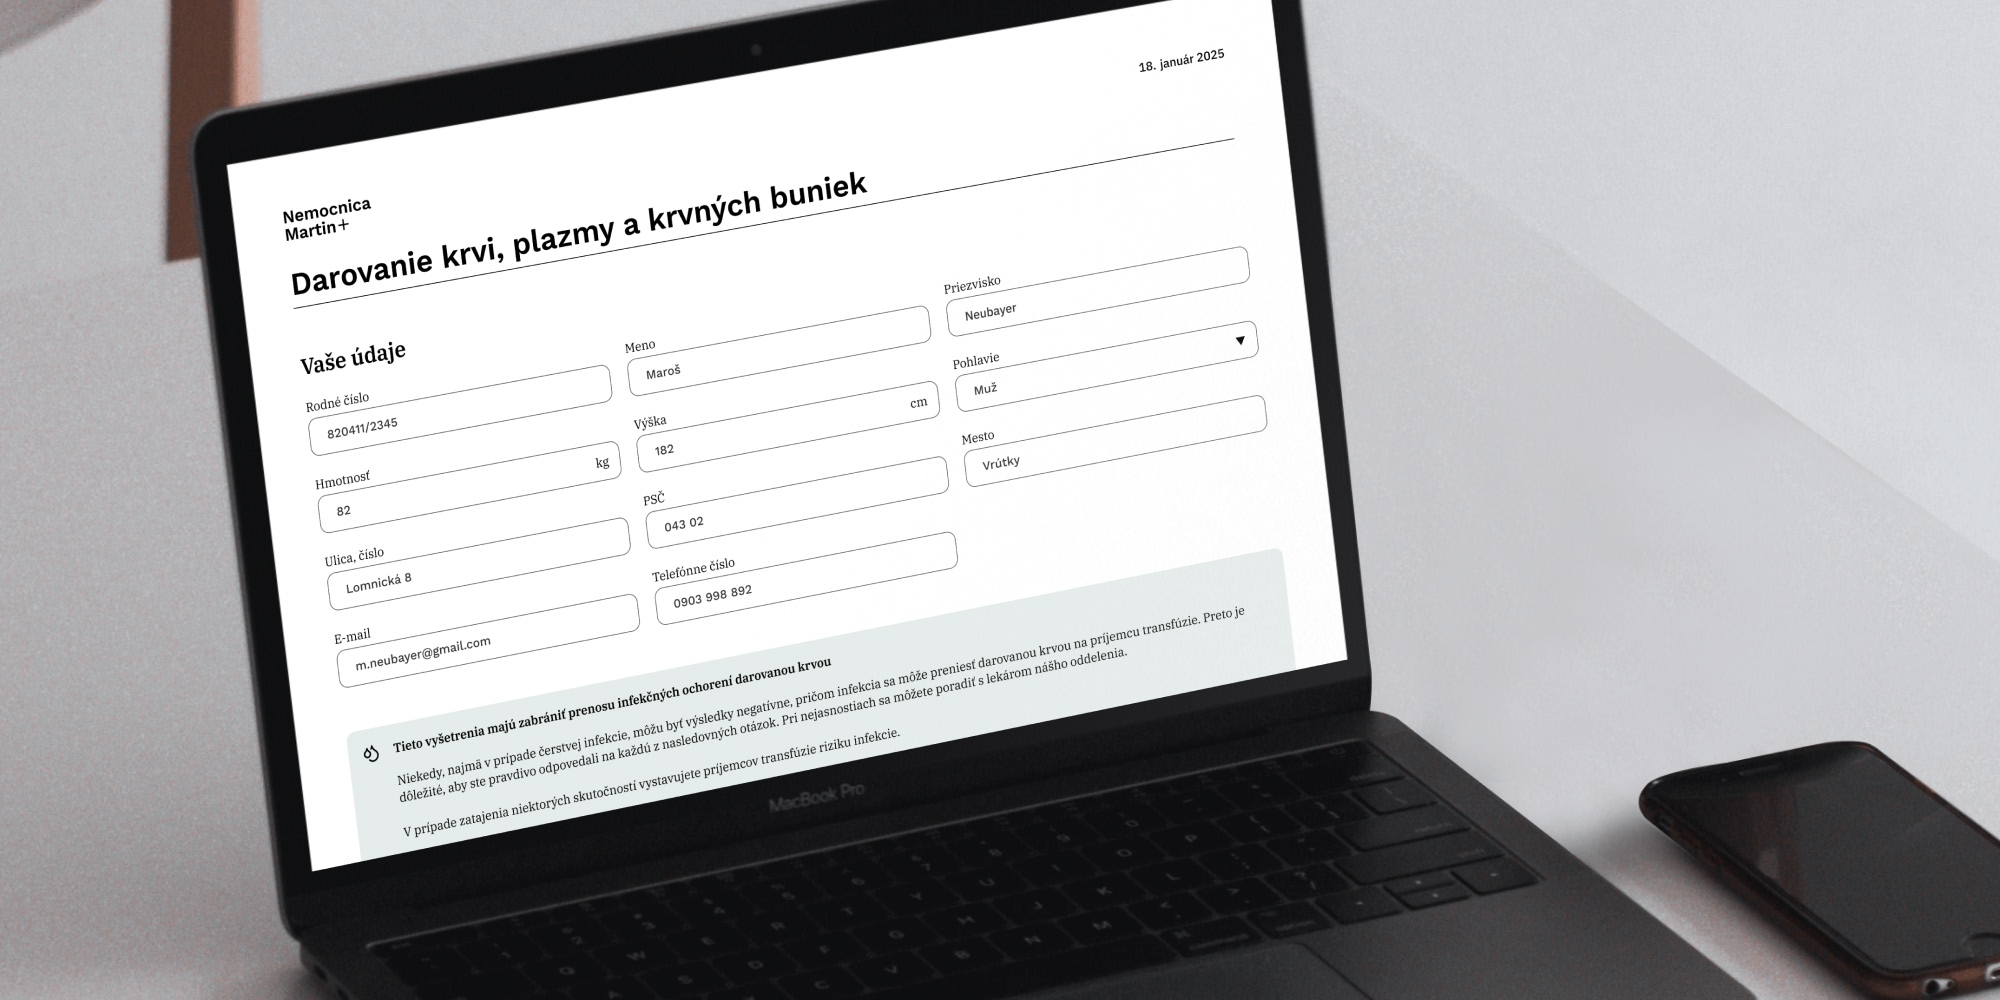 18. január 2025
Nemocnica
Martin+
Darovanie krvi, plazmy a krvných buniek
Vaše údaje
Rodné číslo
820411/2345
Meno
Maroš
Priezvisko
Neubayer
Hmotnosť
82 kg
Výška
182 cm
Pohlavie
Muž
Ulica, číslo
Lomnická 8
PSČ
043 02
Mesto
Vrútky
E-mail
m.neubayer@gmail.com
Telefónne číslo
0903 998 892
Tieto vyšetrenia majú zabrániť prenosu infekčných ochorení darovanou krvou
Niekedy, najmä v prípade čerstvej infekcie, môžu byť výsledky negatívne, pričom infekcia sa môže preniesť darovanou krvou na príjemcu transfúzie. Preto je
dôležité, aby ste pravdivo odpovedali na každú z nasledovných otázok. Pri nejasnostiach sa môžete poradiť s lekárom nášho oddelenia.
V prípade zatajenia niektorých skutočností vystavujete príjemcov transfúzie riziku infekcie.
MacBook Pro